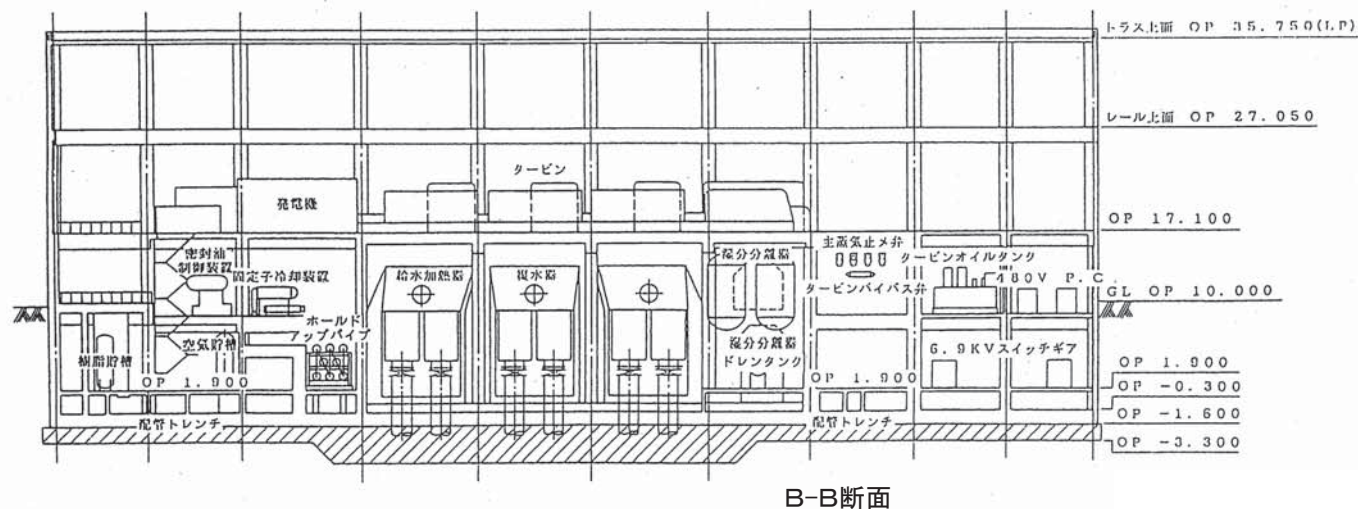 トラス上面 OP 35.750(LP)
レール上面 OP 27.050
タービン
発電機
OP 17.100
密封油
制御装置
固定子冷却装置
給水加熱器
復水器
湿分分離器
主蒸気止メ弁
タービンオイルタンク
タービンバイパス弁
480V P.C
GL OP 10.000
ホールド
アップパイプ
樹脂貯槽
空気貯槽
湿分分離器
ドレンタンク
6.9KVスイッチギア
OP 1.900
OP 1.900
OP 1.900
OP -0.300
OP -1.600
OP -3.300
配管トレンチ
配管トレンチ
B-B断面